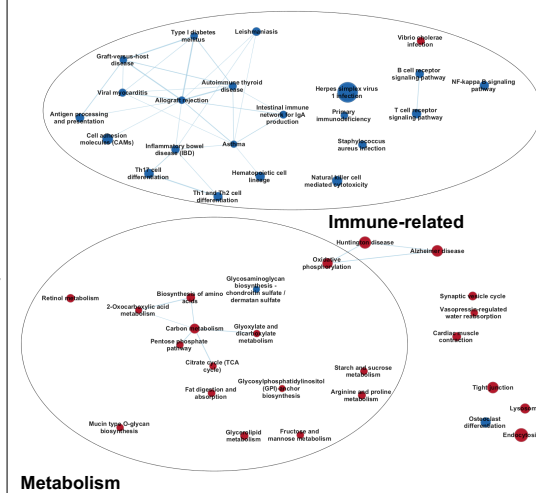 Type I diabetes
mellitus
Leishmaniasis
Vibrio cholerae
infection
Graft-versus-host
disease
B cell receptor
signaling pathway
NF-kappa B signaling
pathway
Viral myocarditis
Autoimmune thyroid
disease
Herpes simplex virus
1 infection
Allograft rejection
Antigen processing
and presentation
Intestinal immune
network for IgA
production
Primary
immunodeficiency
T cell receptor
signaling pathway
Cell adhesion
molecules (CAMs)
Asthma
Inflammatory bowel
disease (IBD)
Staphylococcus
aureus infection
Th17 cell
differentiation
Hematopoietic cell
lineage
Natural killer cell
mediated cytotoxicity
Th1 and Th2 cell
differentiation
Immune-related
Huntington disease
Alzheimer disease
Oxidative
phosphorylation
Glycosaminoglycan
biosynthesis -
chondroitin sulfate /
dermatan sulfate
Retinol metabolism
Biosynthesis of amino
acids
2-Oxocarboxylic acid
metabolism
Synaptic vesicle cycle
Vasopressin-regulated
water reabsorption
Carbon metabolism
Glyoxylate and
dicarboxylate
metabolism
Pentose phosphate
pathway
Cardiac muscle
contraction
Citrate cycle (TCA
cycle)
Starch and sucrose
metabolism
Fat digestion and
absorption
Glycosylphosphatidylinositol
(GPI)-anchor
biosynthesis
Arginine and proline
metabolism
Tight junction
Lysosom
Osteoclast
differentiation
Endocytosi
Mucin type O-glycan
biosynthesis
Glycerolipid
metabolism
Fructose and
mannose metabolism
Metabolism